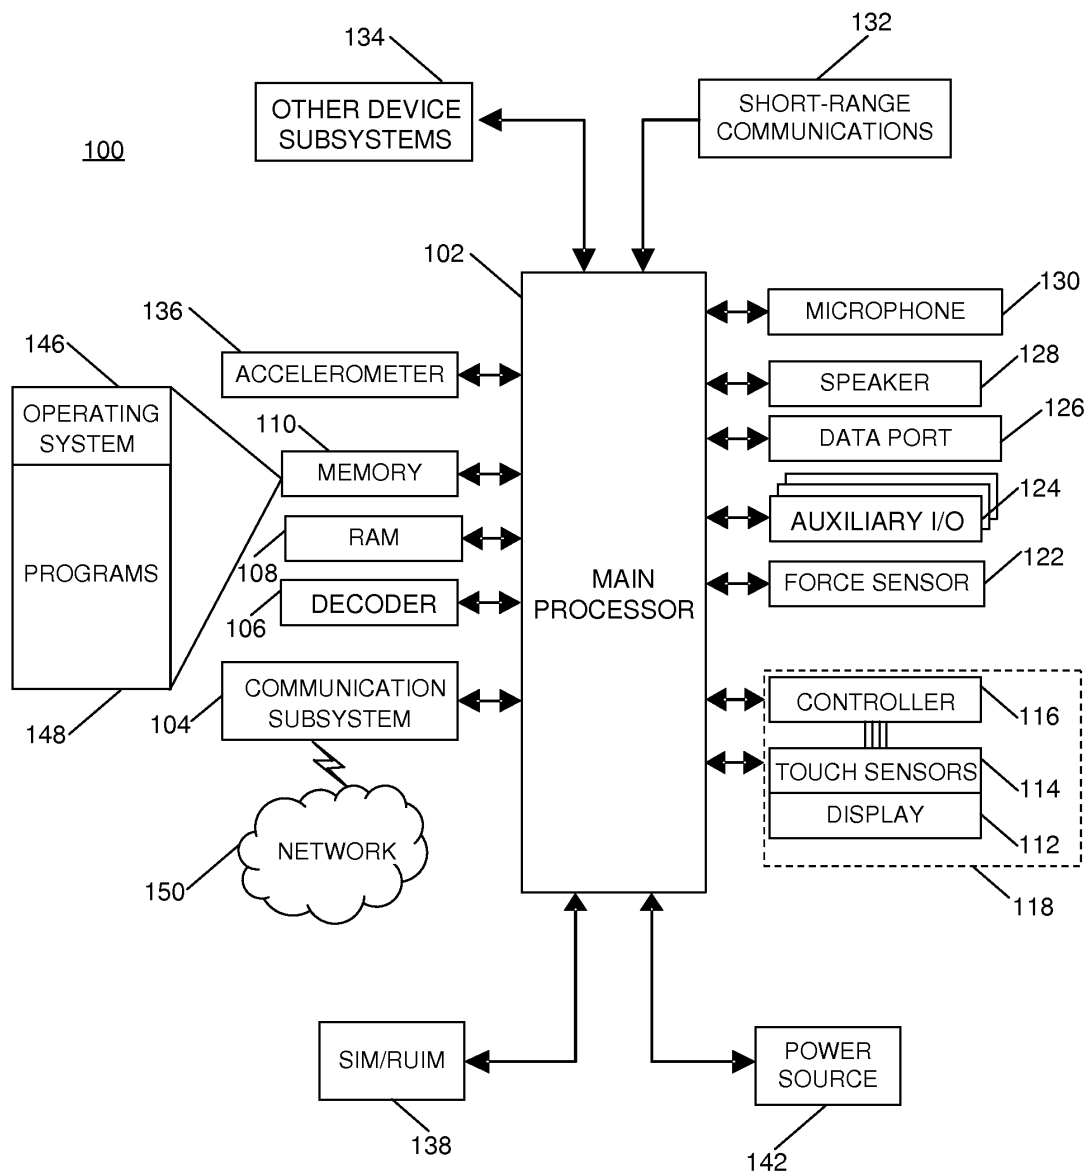 134
132
OTHER DEVICE
SUBSYSTEMS
SHORT-RANGE
COMMUNICATIONS
100
102
130
136
MICROPHONE
146
ACCELEROMETER
128
SPEAKER
OPERATING
SYSTEM
110
126
DATA PORT
MEMORY
124
AUXILIARY I/O
RAM
108
122
PROGRAMS
MAIN
PROCESSOR
FORCE SENSOR
DECODER
106
COMMUNICATION
SUBSYSTEM
CONTROLLER
116
104
148
TOUCH SENSORS
114
DISPLAY
112
NETWORK
150
118
SIM/RUIM
POWER
SOURCE
138
142